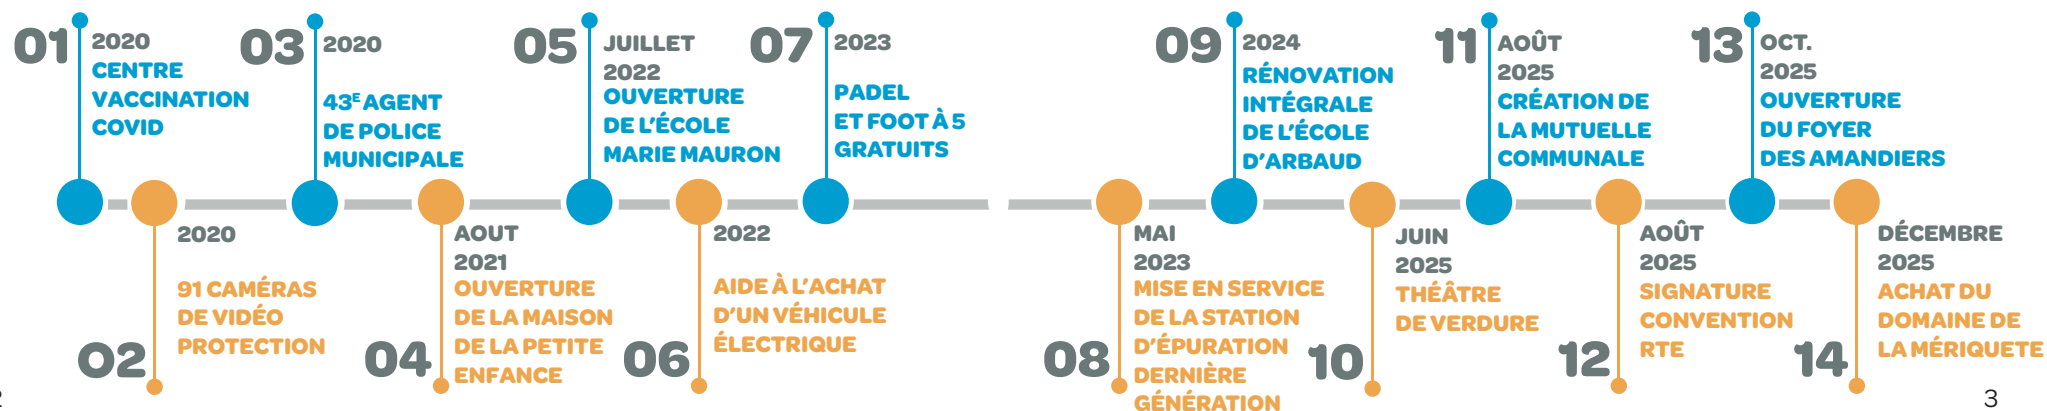 01
2020
CENTRE
VACCINATION
COVID
02
2020
91 CAMÉRAS
DE VIDÉO
PROTECTION
03
2020
43E AGENT
DE POLICE
MUNICIPALE
04
AOUT
2021
OUVERTURE
DE LA MAISON
DE LA PETITE
ENFANCE
05
JUILLET
2022
OUVERTURE
DE L'ÉCOLE
MARIE MAURON
06
2022
AIDE À L'ACHAT
D'UN VÉHICULE
ÉLECTRIQUE
07
2023
PADEL
ET FOOT À 5
GRATUITS
08
MAI
2023
MISE EN SERVICE
DE LA STATION
D'ÉPURATION
DERNIÈRE
GÉNÉRATION
09
2024
RÉNOVATION
INTÉGRALE
DE L'ÉCOLE
D'ARBAUD
10
JUIN
2025
THÉÂTRE
DE VERDURE
11
AOÛT
2025
CRÉATION DE
LA MUTUELLE
COMMUNALE
12
AOÛT
2025
SIGNATURE
CONVENTION
RTE
13
OCT.
2025
OUVERTURE
DU FOYER
DES AMANDIERS
14
DÉCEMBRE
2025
ACHAT DU
DOMAINE DE
LA MÉRIQUETE
3